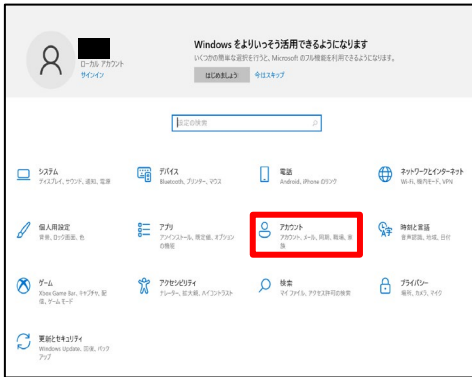 Windows をよりいっそう活用できるようになります
いくつかの簡単な選択を行うと、Microsoft のフル機能を利用できるようになります。
ローカル アカウント
サインイン
はじめましょう
今はスキップ
設定の検索
システム
ディスプレイ、サウンド、通知、電源
デバイス
Bluetooth、プリンター、マウス
電話
Android、iPhone のリンク
ネットワークとインターネット
Wi-Fi、機内モード、VPN
個人用設定
背景、ロック画面、色
アプリ
アンインストール、既定値、オプション
の機能
アカウント
アカウント、メール、同期、職場、家
族
時刻と言語
音声認識、地域、日付
ゲーム
Xbox Game Bar、キャプチャ、配
信、ゲーム モード
アクセシビリティ
ナレーター、拡大鏡、ハイコントラスト
検索
マイ ファイル、アクセス許可の検索
プライバシー
場所、カメラ、マイク
更新とセキュリティ
Windows Update、回復、バック
アップ